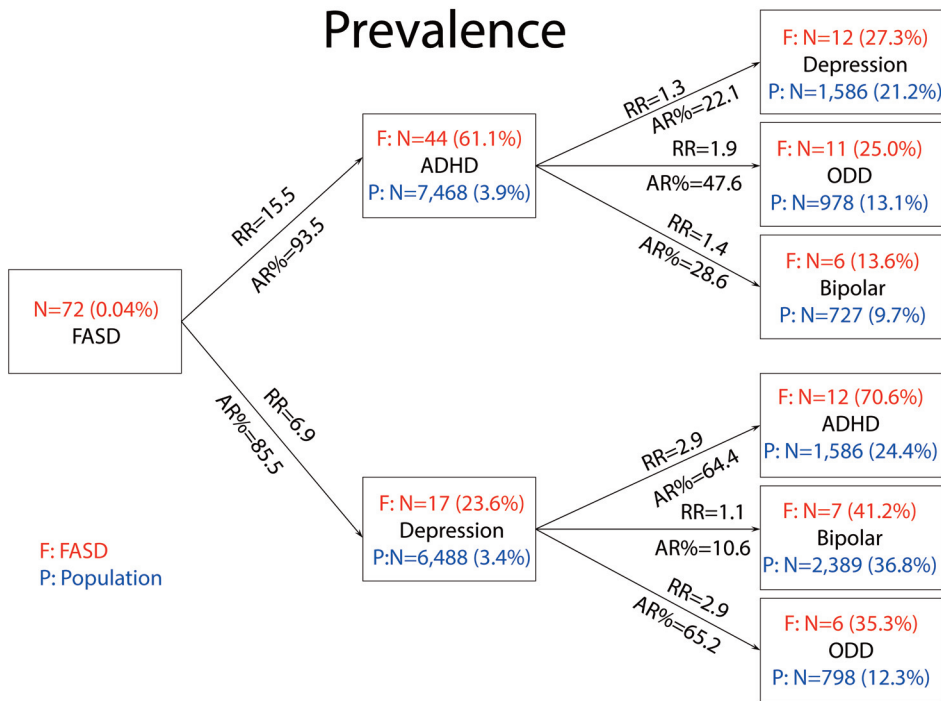 Prevalence
N=72 (0.04%)
FASD
RR=15.5
AR%=93.5
F: N=44 (61.1%)
ADHD
P: N=7,468 (3.9%)
RR=1.3
AR%=22.1
F: N=12 (27.3%)
Depression
P: N=1,586 (21.2%)
RR=1.9
AR%=47.6
F: N=11 (25.0%)
ODD
P: N=978 (13.1%)
RR=1.4
AR%=28.6
F: N=6 (13.6%)
Bipolar
P: N=727 (9.7%)
RR=6.9
AR%=85.5
F: N=17 (23.6%)
Depression
P:N=6,488 (3.4%)
RR=2.9
AR%=64.4
F: N=12 (70.6%)
ADHD
P: N=1,586 (24.4%)
RR=1.1
AR%=10.6
F: N=7 (41.2%)
Bipolar
P: N=2,389 (36.8%)
RR=2.9
AR%=65.2
F: N=6 (35.3%)
ODD
P: N=798 (12.3%)
F: FASD
P: Population